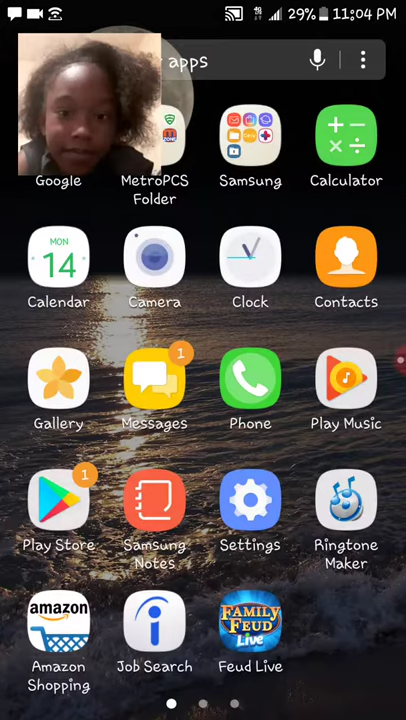 29% 11:04 PM
apps
Google
MetroPCS
Folder
Samsung
Calculator
MON
14
Calendar
Camera
Clock
Contacts
1
Gallery
Messages
Phone
Play Music
1
Play Store
Samsung
Notes
Settings
Ringtone
Maker
amazon
FAMILY
FEUD
Live
Amazon
Shopping
Job Search
Feud Live